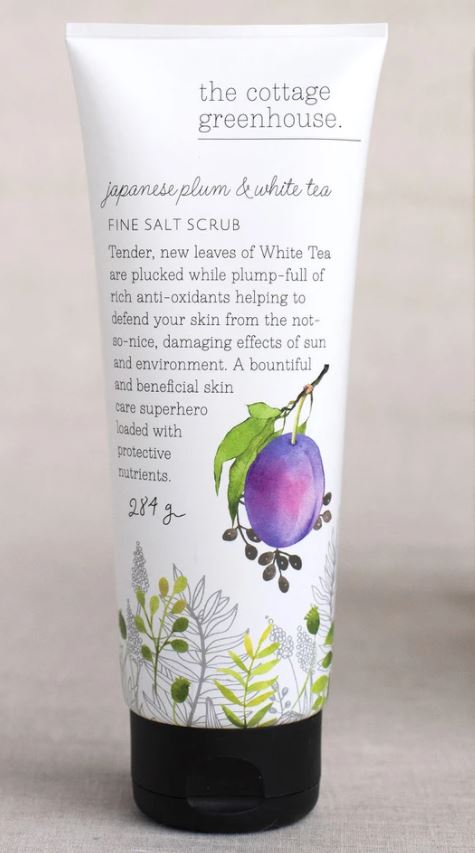 the cottage
greenhouse.
japanese plum & white tea
FINE SALT SCRUB
Tender, new leaves of White Tea
are plucked while plump-full of
rich anti-oxidants helping to
defend your skin from the not-
so-nice, damaging effects of sun
and environment. A bountiful
and beneficial skin
care superhero
loaded with
protective
nutrients.
284 g